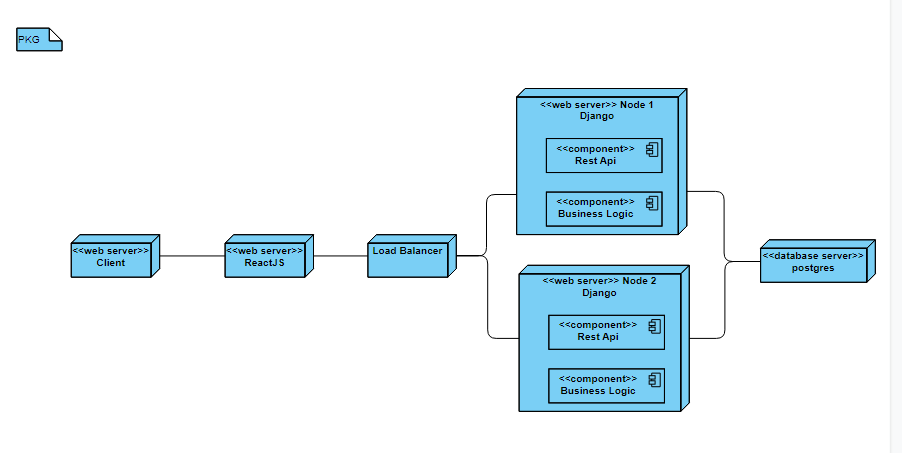 PKG
<<web server>>
Client
<<web server>>
ReactJS
Load Balancer
<<web server>> Node 1
Django
<<component>>
Rest Api
<<component>>
Business Logic
<<web server>> Node 2
Django
<<component>>
Rest Api
<<component>>
Business Logic
<<database server>>
postgres